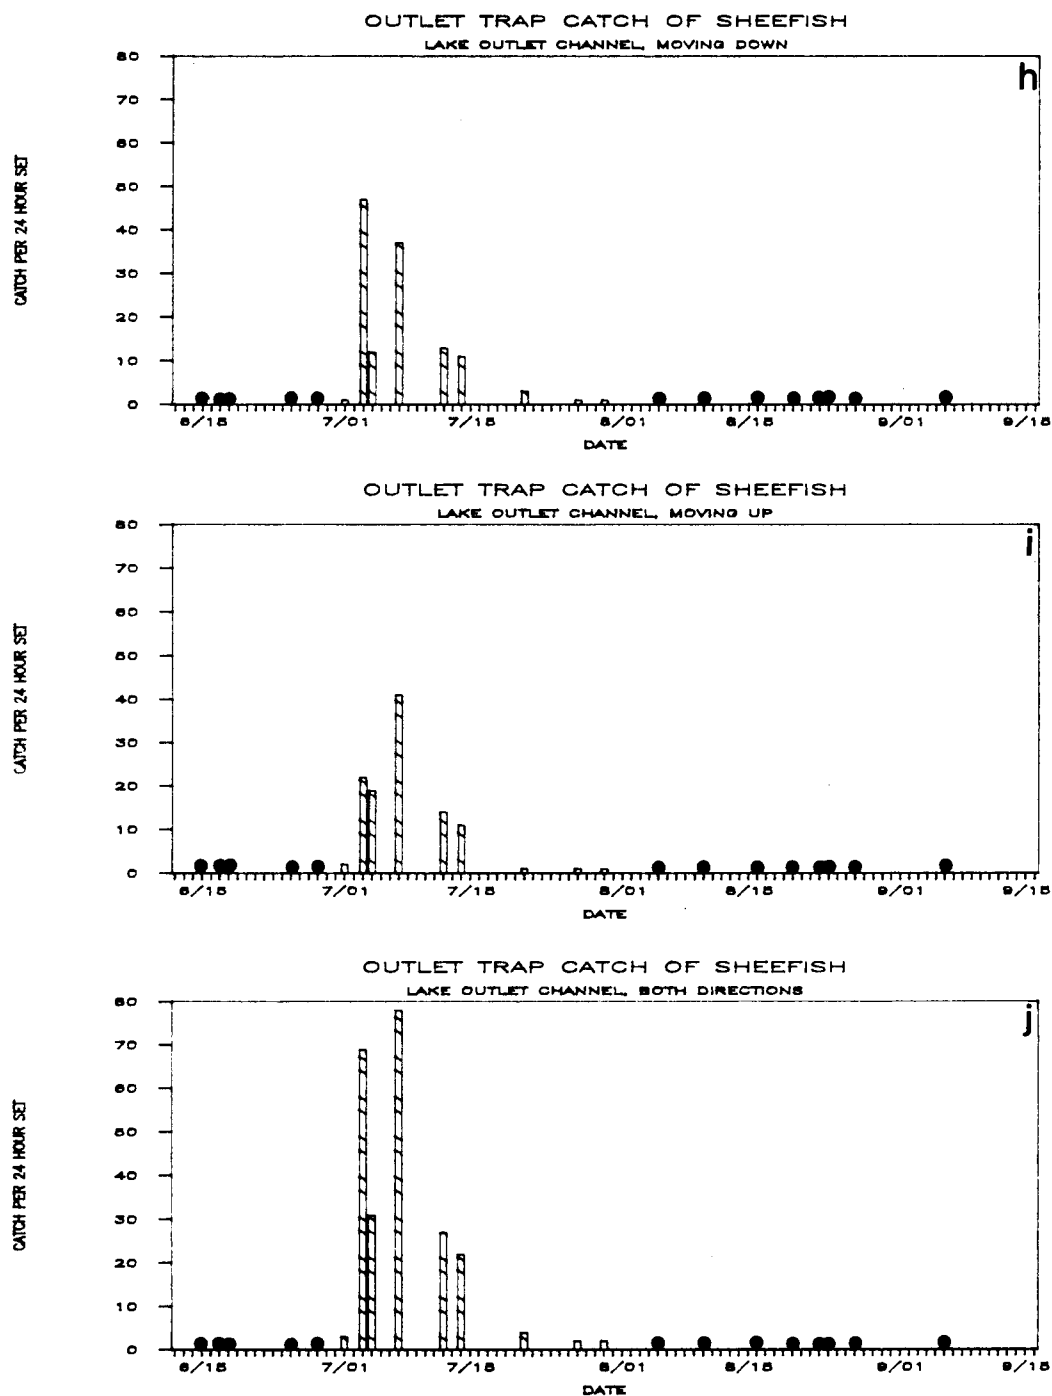 OUTLET TRAP CATCH OF SHEEFISH
LAKE OUTLET CHANNEL, MOVING DOWN
h
CATCH PER 24 HOUR SET
80
70
60
50
40
30
20
10
0
6/15 7/01 7/15 8/01 8/15 9/01 9/15
DATE
OUTLET TRAP CATCH OF SHEEFISH
LAKE OUTLET CHANNEL, MOVING UP
i
CATCH PER 24 HOUR SET
80
70
60
50
40
30
20
10
0
6/15 7/01 7/15 8/01 8/15 9/01 9/15
DATE
OUTLET TRAP CATCH OF SHEEFISH
LAKE OUTLET CHANNEL, BOTH DIRECTIONS
j
CATCH PER 24 HOUR SET
80
70
60
50
40
30
20
10
0
6/15 7/01 7/15 8/01 8/15 9/01 9/15
DATE